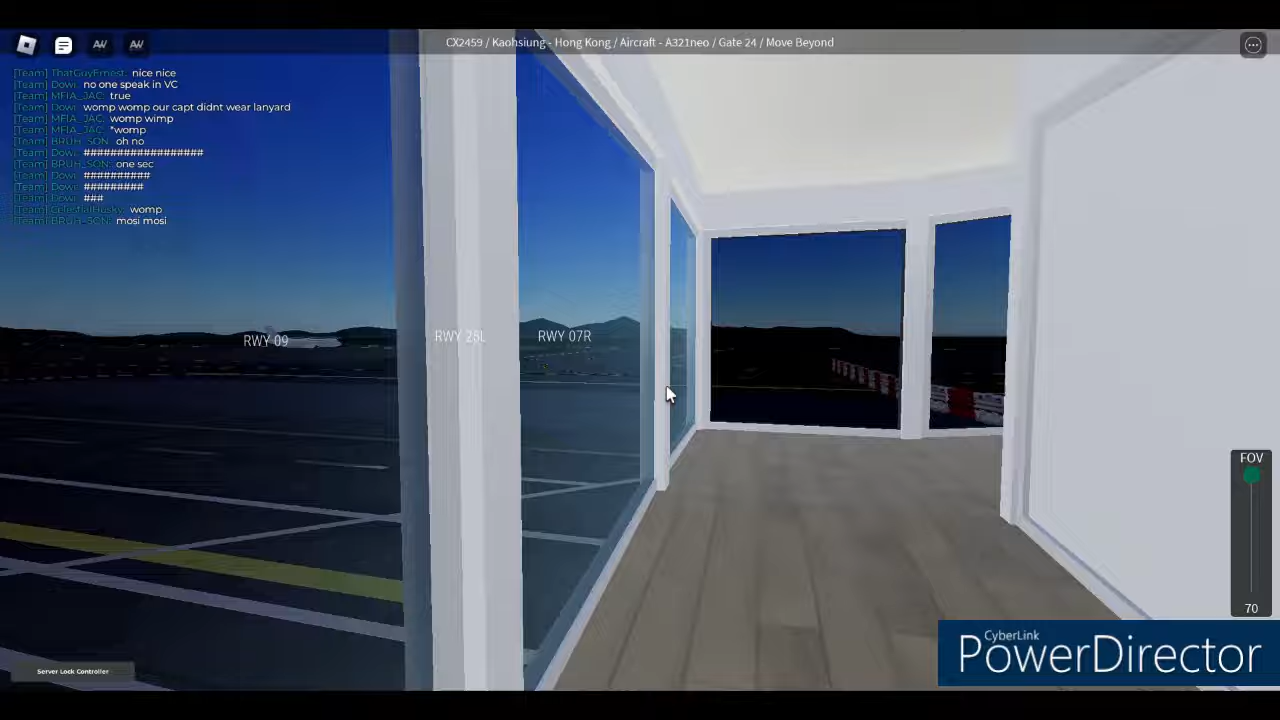 CX2459 / Kaohsiung - Hong Kong / Aircraft - A321neo / Gate 24 / Move Beyond
[Team] ThatGuyErnest: nice nice
[Team] Dowi: no one speak in VC
[Team] MFIA_JAC: true
[Team] Dowi: womp womp our capt didnt wear lanyard
[Team] MFIA_JAC: womp wimp
[Team] MFIA_JAC: *womp
[Team] BRUH_SON: oh no
[Team] Dowi: ##################
[Team] BRUH_SON: one sec
[Team] Dowi: ##########
[Team] Dowi: #########
[Team] Dowi: ###
[Team] CelestialHusky: womp
[Team] BRUH_SON: mosi mosi
RWY 09
RWY 28L
RWY 07R
FOV
70
Server Lock Controller
CyberLink
PowerDirector